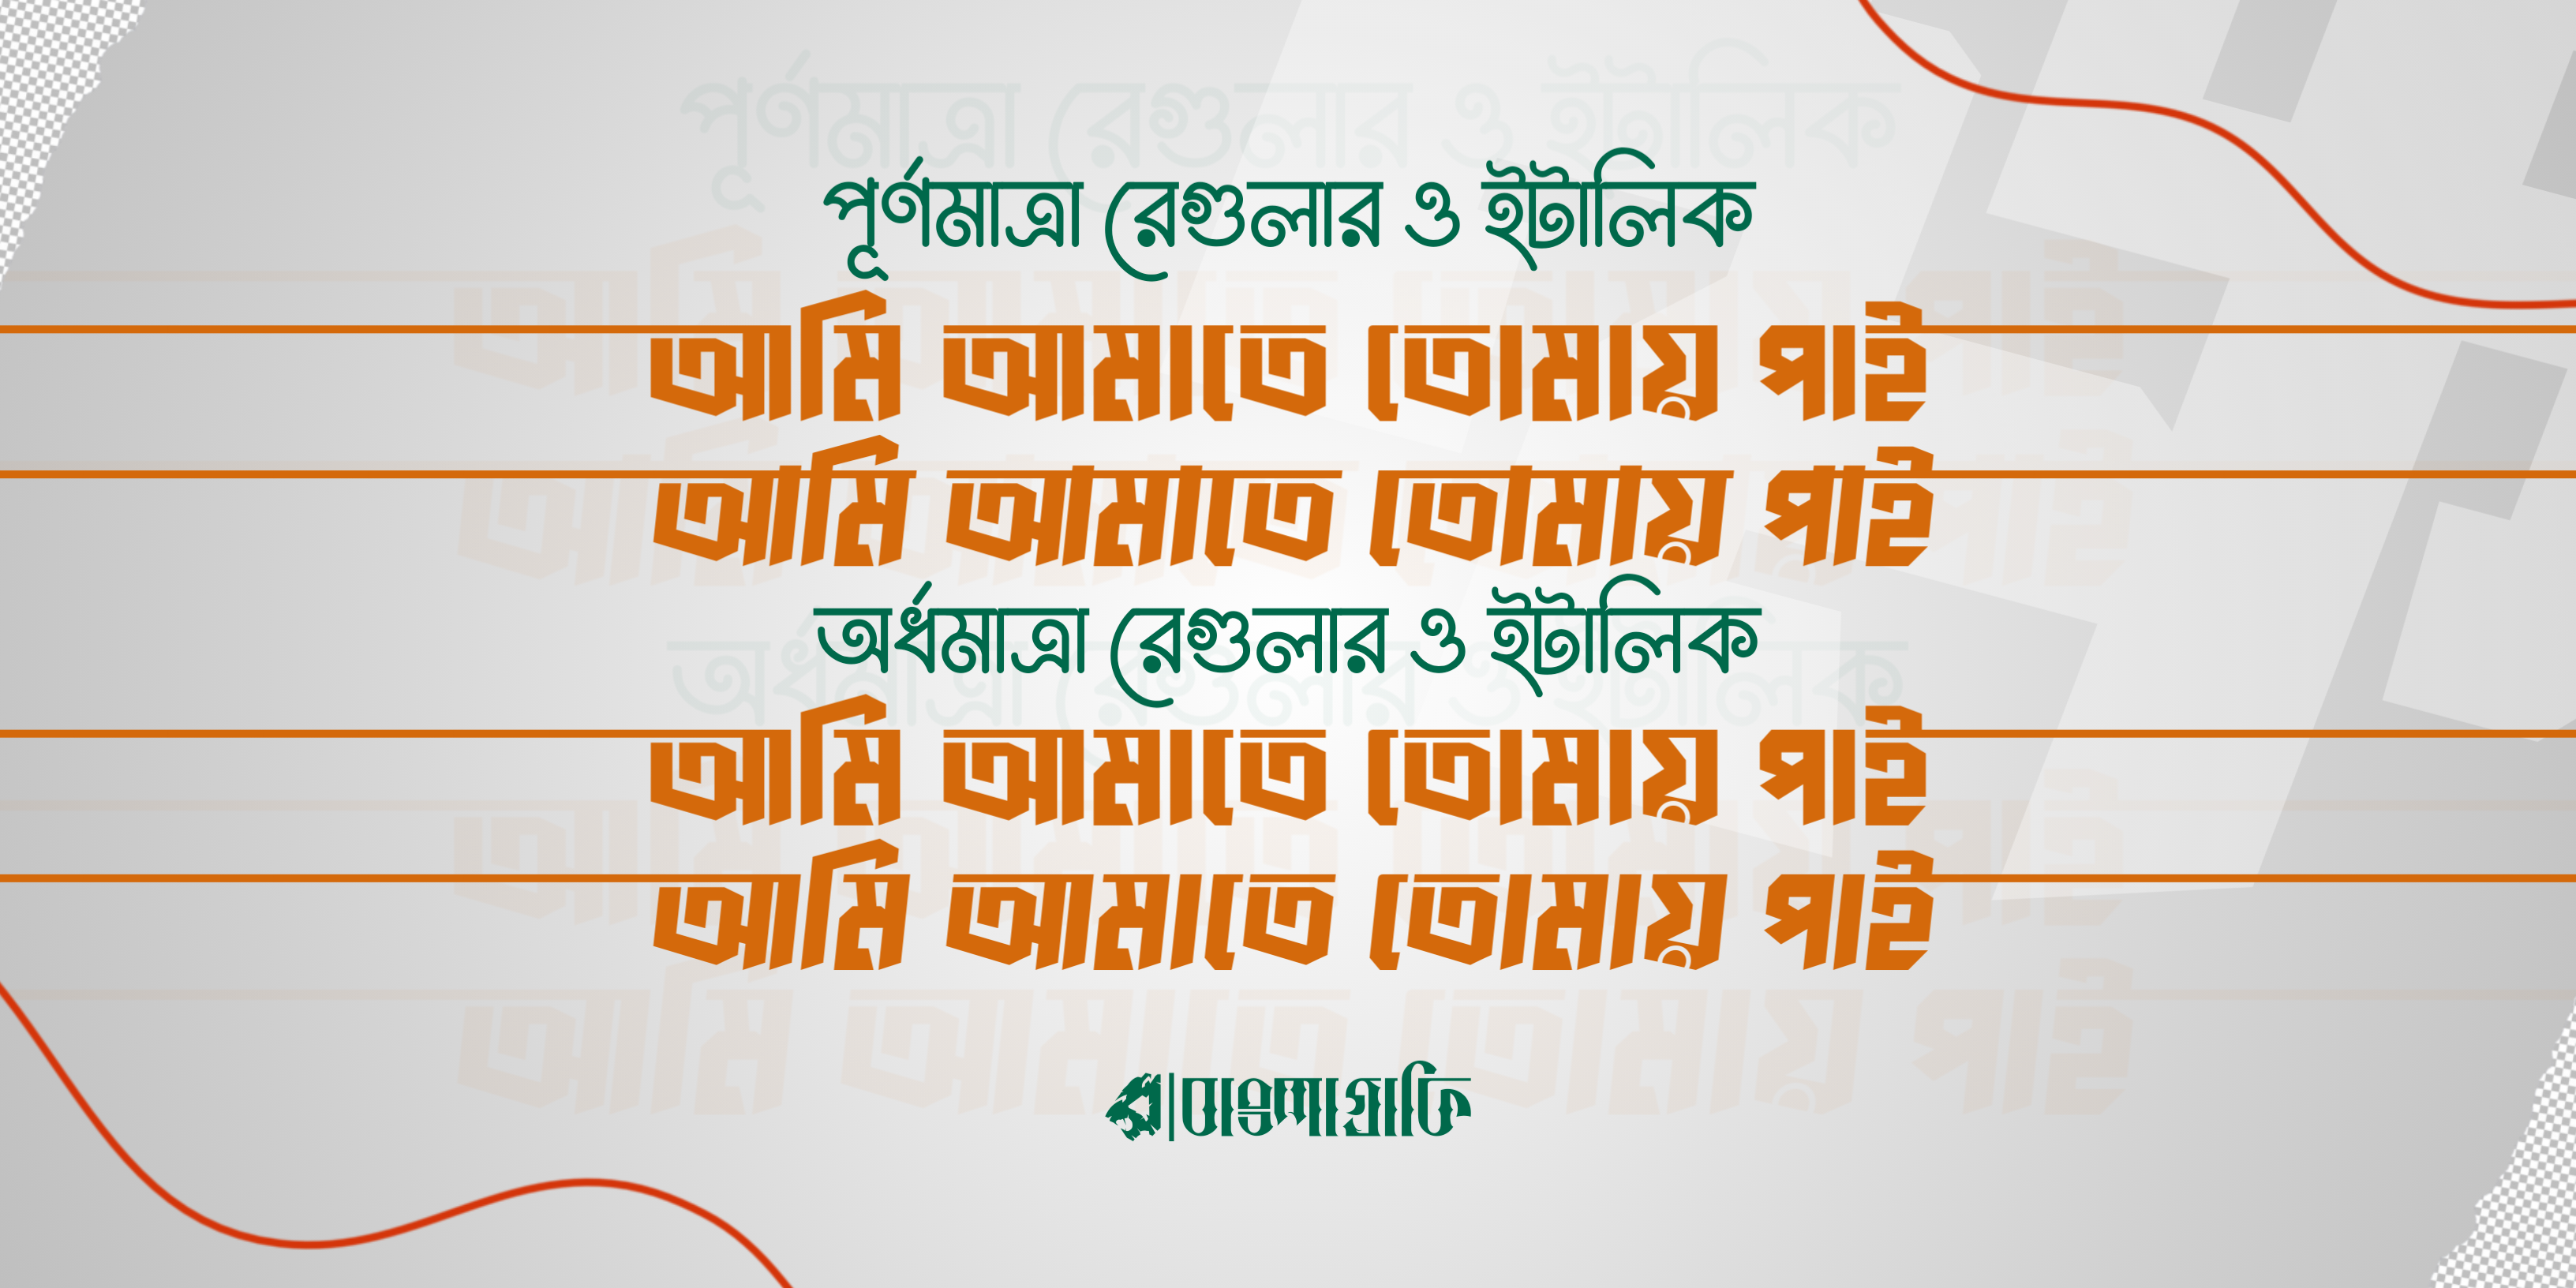 পূর্ণমাত্রা রেগুলার ও ইটালিক
আমি আমাতে তোমায় পাই
আমি আমাতে তোমায় পাই
অর্ধমাত্রা রেগুলার ও ইটালিক
আমি আমাতে তোমায় পাই
আমি আমাতে তোমায় পাই
বাংলাগ্রাফি